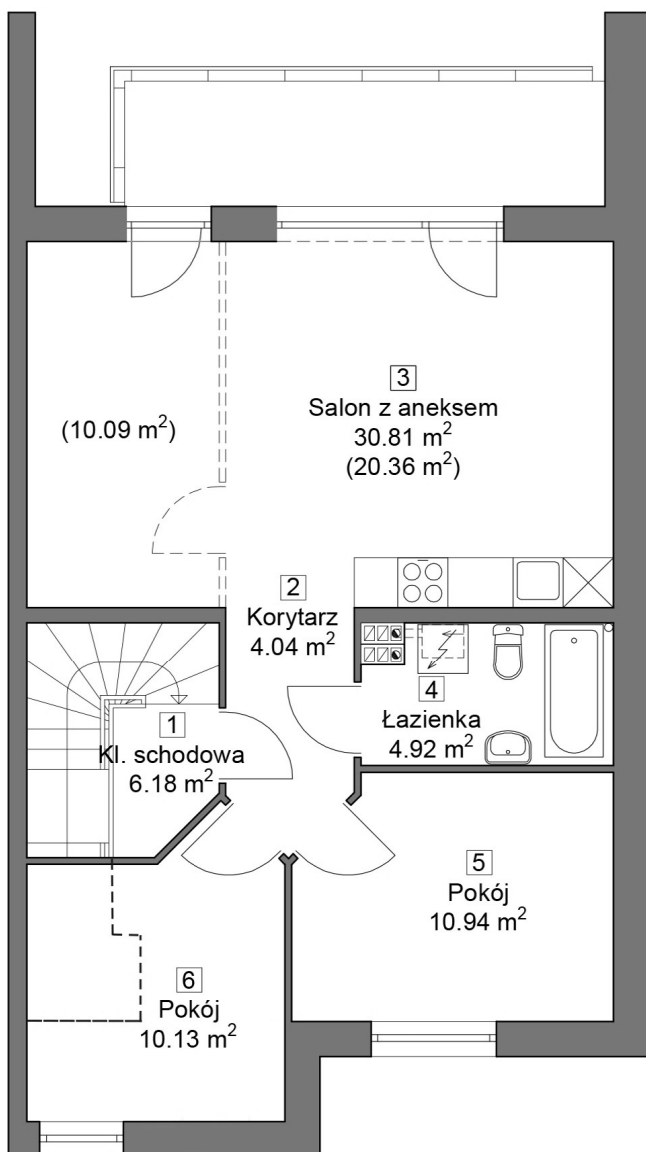 3
Salon z aneksem
30.81 m²
(20.36 m²)
(10.09 m²)
2
Korytarz
4.04 m²
1
Kl. schodowa
6.18 m²
4
Łazienka
4.92 m²
5
Pokój
10.94 m²
6
Pokój
10.13 m²